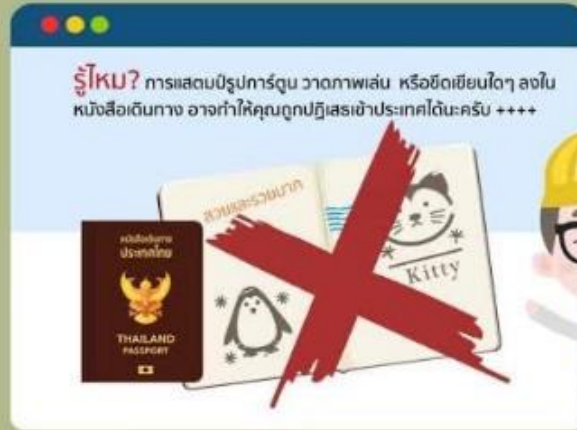 รู้ไหม? การแสตมป์รูปการ์ตูน วาดภาพเล่น หรือขีดเขียนใดๆ ลงใน
หนังสือเดินทาง อาจทำให้คุณถูกปฏิเสธเข้าประเทศได้นะครับ ++++
สวยและรวยมาก
Kitty
หนังสือเดินทาง
ประเทศไทย
THAILAND
PASSPORT